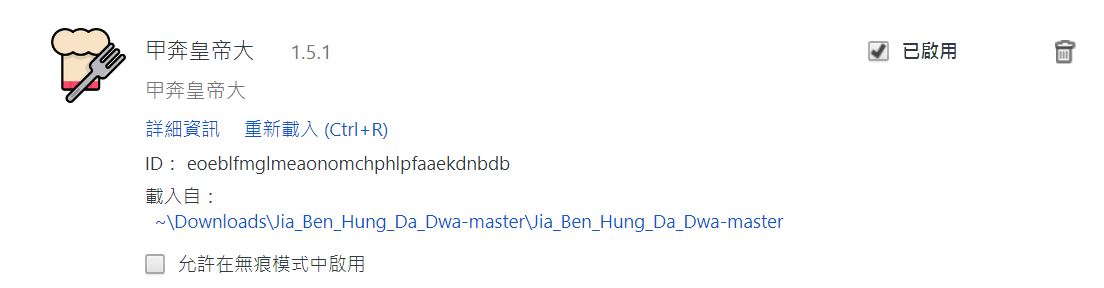 甲奔皇帝大 1.5.1 已啟用
甲奔皇帝大
詳細資訊 重新載入 (Ctrl+R)
ID： eoeblfmglmeaonomchphlpfaaekdnbdb
載入自：
~\Downloads\Jia_Ben_Hung_Da_Dwa-master\Jia_Ben_Hung_Da_Dwa-master
允許在無痕模式中啟用